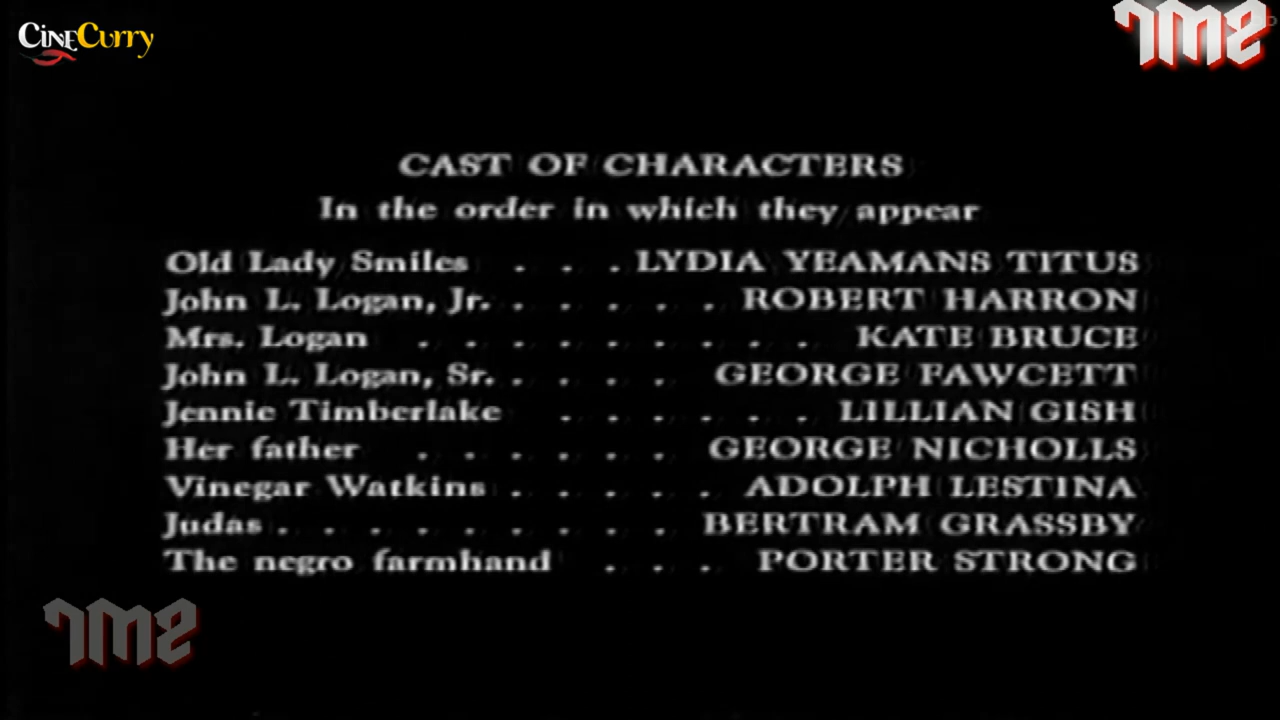 CINECURRY
CAST OF CHARACTERS
In the order in which they appear
Old Lady Smiles . . . LYDIA YEAMANS TITUS
John L. Logan, Jr. . . . . . ROBERT HARRON
Mrs. Logan . . . . . . . . . KATE BRUCE
John L. Logan, Sr. . . . . GEORGE FAWCETT
Jennie Timberlake . . . . . . LILLIAN GISH
Her father . . . . . . GEORGE NICHOLLS
Vinegar Watkins . . . . . ADOLPH LESTINA
Judas . . . . . . . . . BERTRAM GRASSBY
The negro farmhand . . . PORTER STRONG